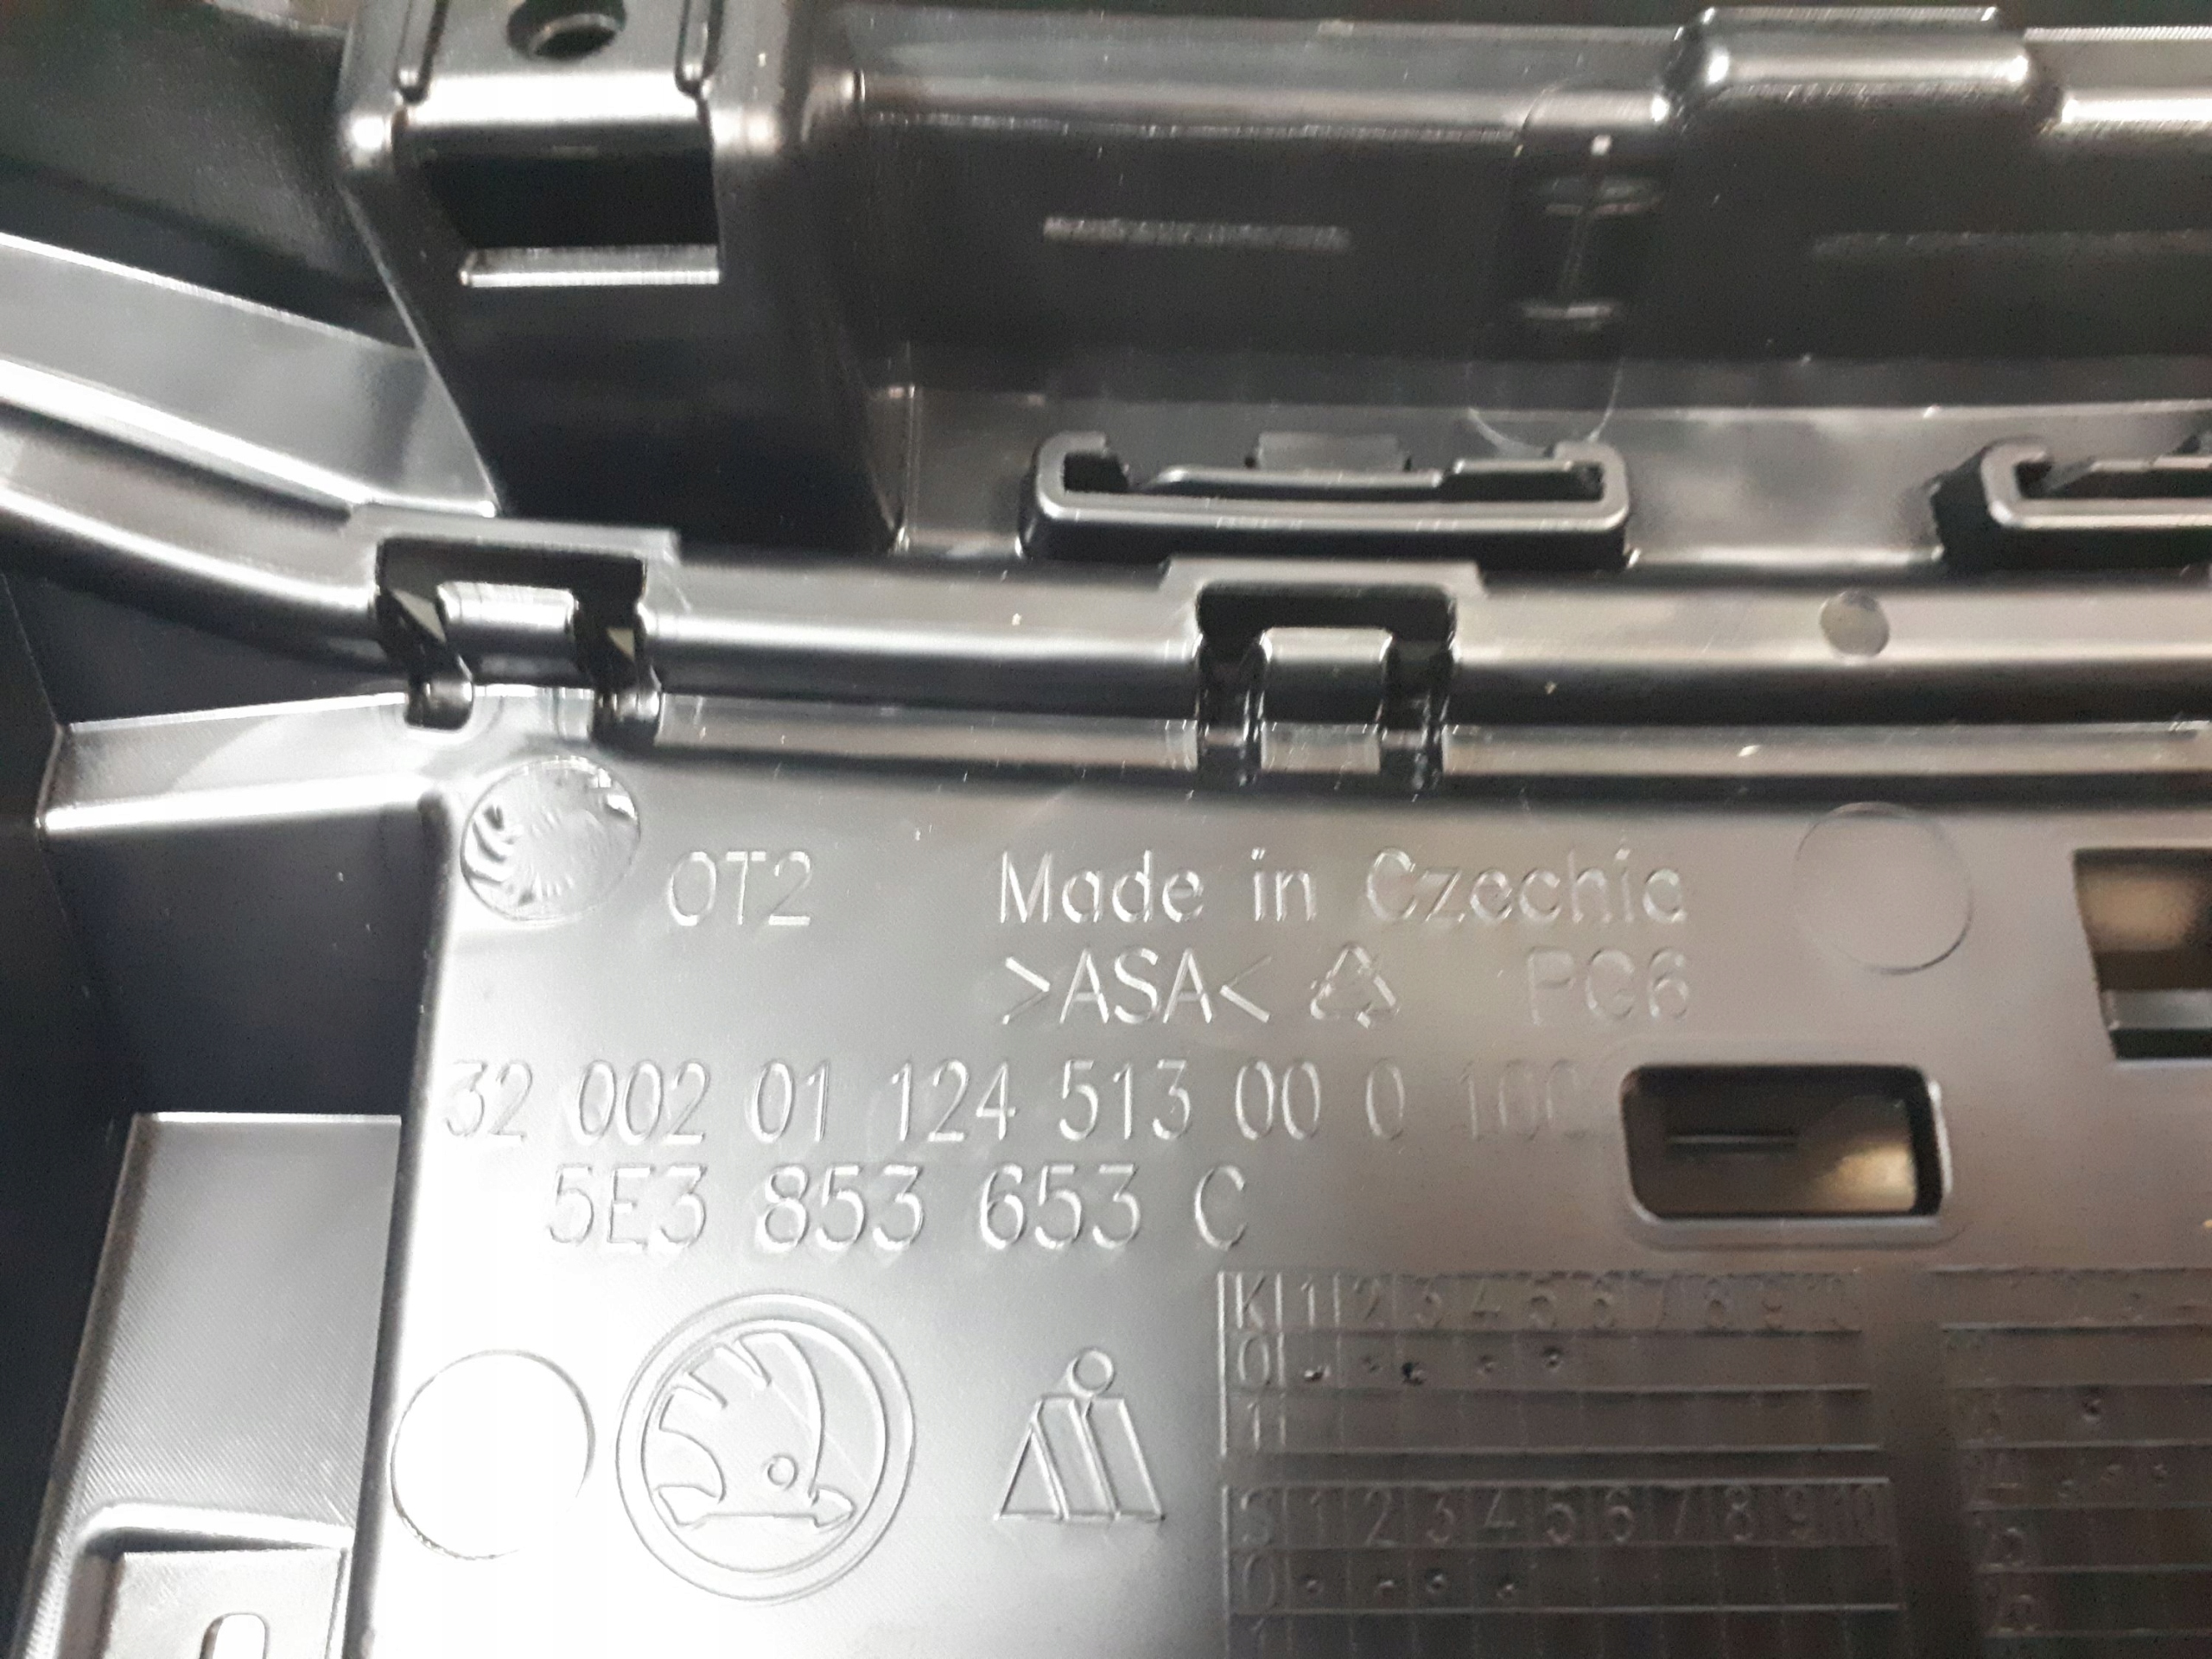 OT2 Made in Czechia
>ASA< PG6
32 002 01 124 513 00 0 100
5E3 853 653 C
K 1 2 3 4 5 6 7 8 9 10
0
11
S 1 2 3 4 5 6 7 8 9 10
0